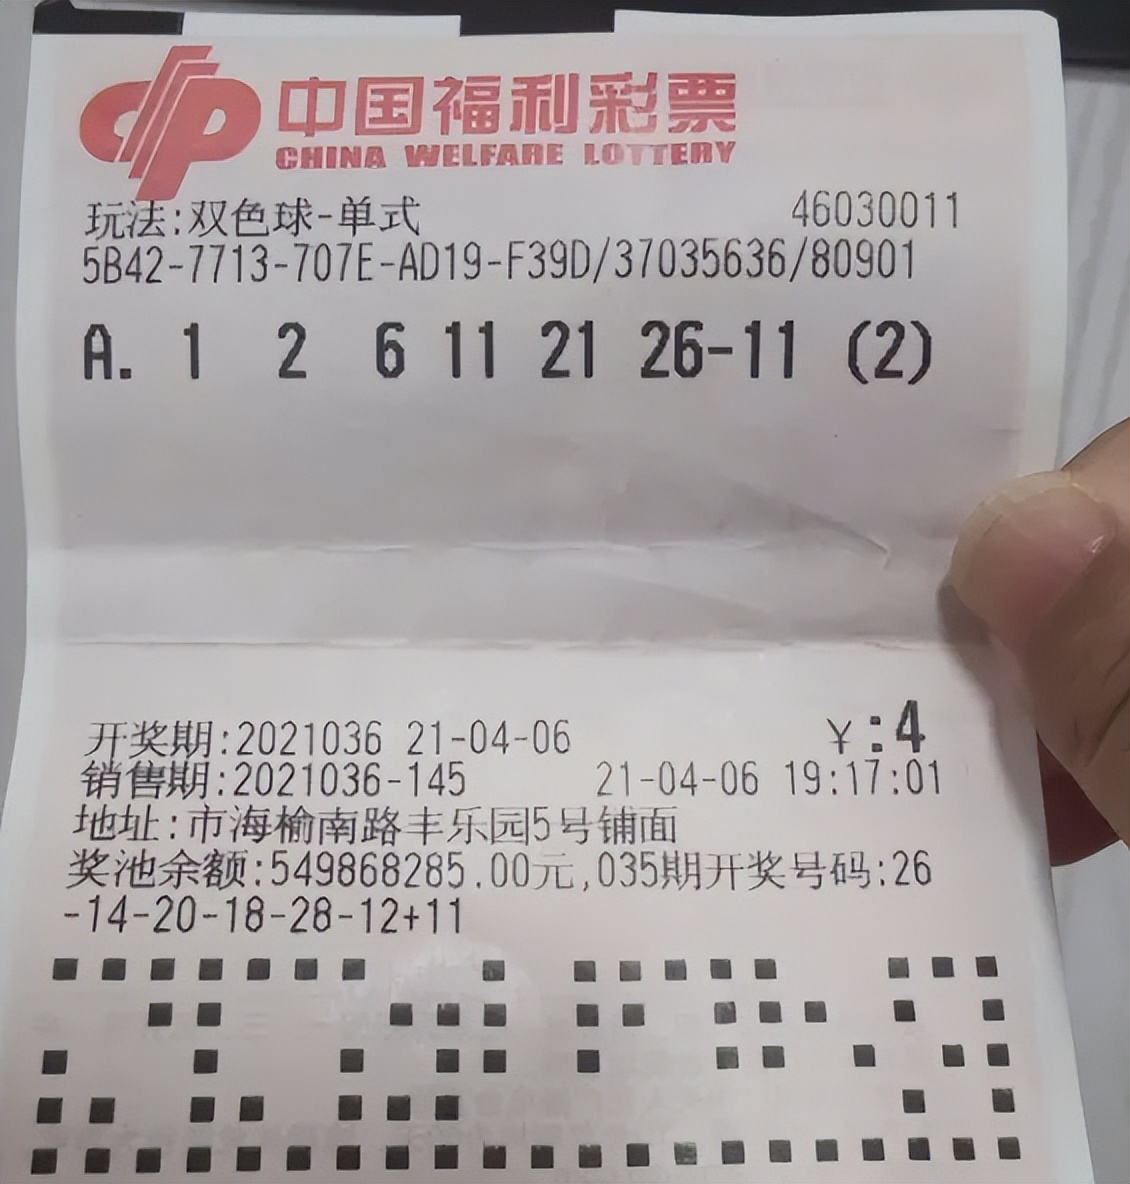 中国福利彩票
CHINA WELFARE LOTTERY
玩法:双色球-单式 46030011
5B42-7713-707E-AD19-F39D/37035636/80901
A. 1 2 6 11 21 26-11 (2)
开奖期:2021036 21-04-06 ¥:4
销售期:2021036-145 21-04-06 19:17:01
地址:市海榆南路丰乐园5号铺面
奖池余额:549868285.00元,035期开奖号码:26
-14-20-18-28-12+11